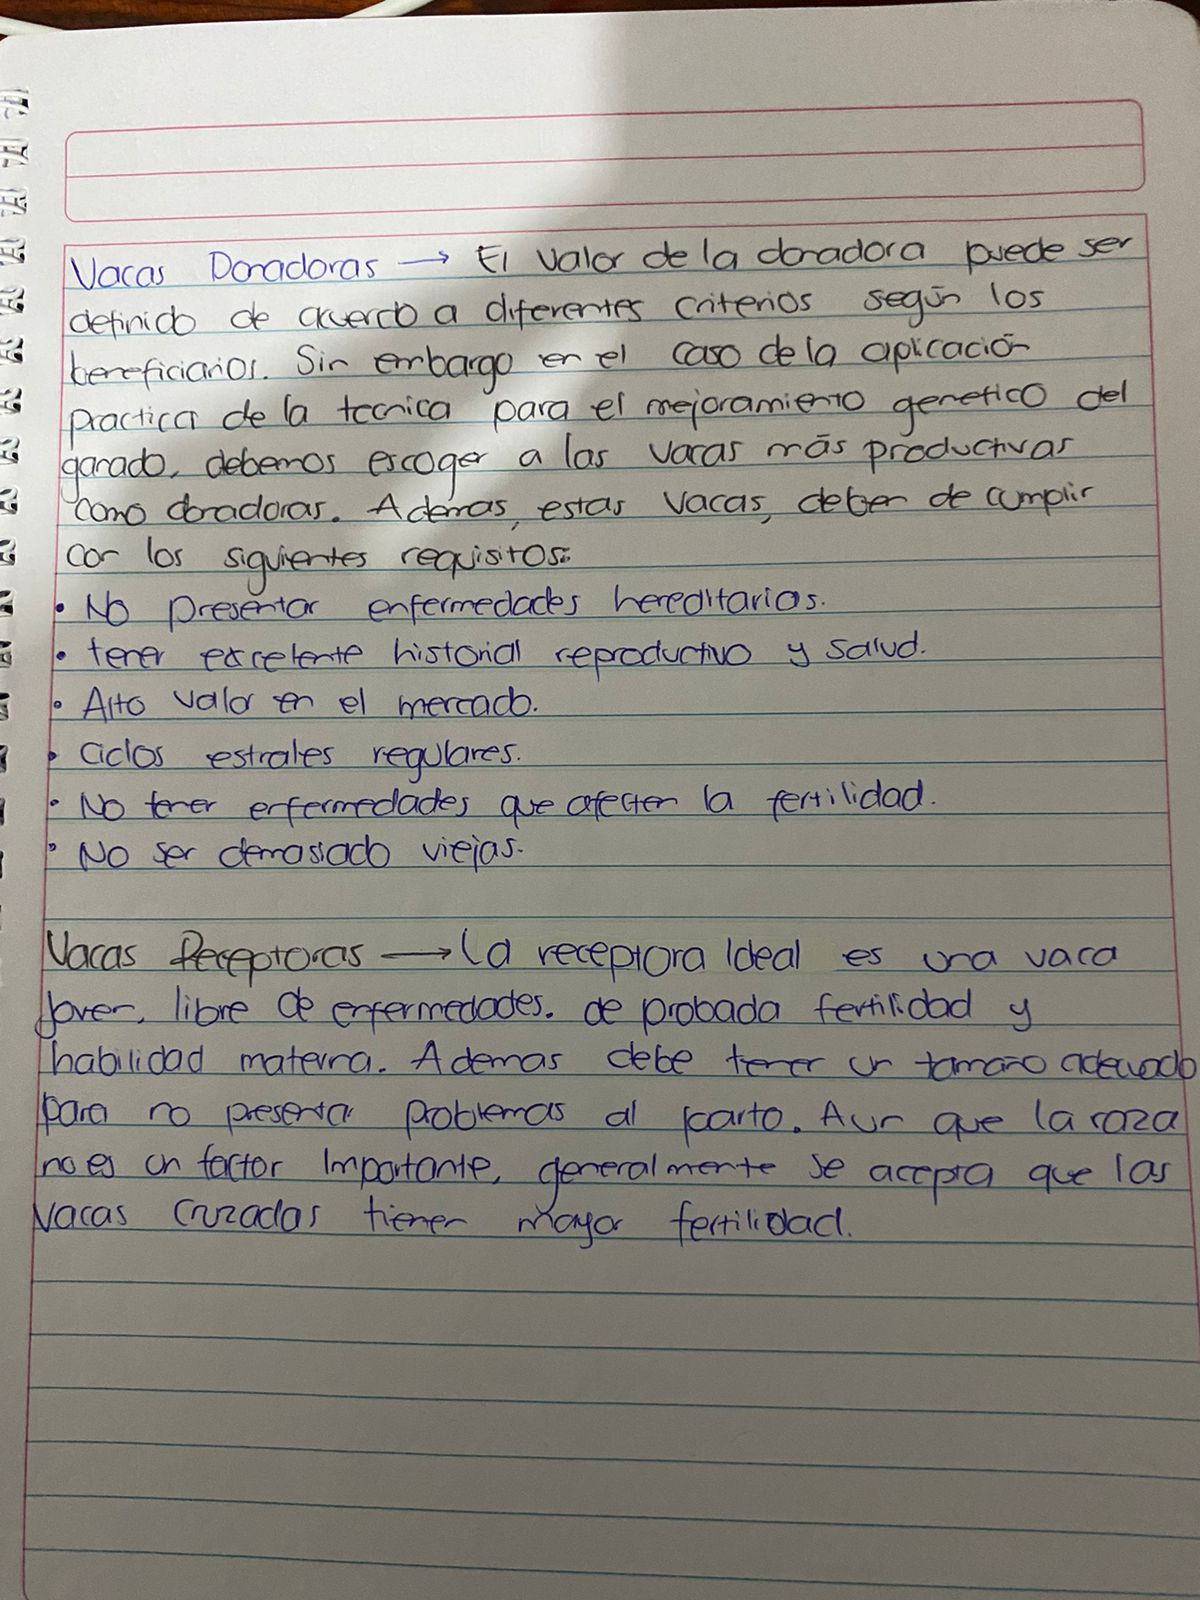 Vacas Donadoras → El valor de la donadora puede ser
definido de acuerdo a diferentes criterios según los
beneficiarios. Sin embargo en el caso de la aplicación
practica de la tecnica para el mejoramiento genetico del
ganado, debemos escoger a las vacas más productivas
como donadoras. Ademas, estas vacas, deben de cumplir
con los siguientes requisitos:
• No presentar enfermedades hereditarias.
• tener excelente historial reproductivo y salud.
• Alto valor en el mercado.
• Ciclos estrales regulares.
• No tener enfermedades que afecten la fertilidad.
• No ser demasiado viejas.
Vacas Receptoras → La receptora Ideal es una vaca
joven, libre de enfermedades. de probada fertilidad y
habilidad materna. Ademas debe tener un tamaño adecuado
para no presentar problemas al parto. Aun que la raza
no es un factor Importante, generalmente se acepta que las
vacas cruzadas tienen mayor fertilidad.